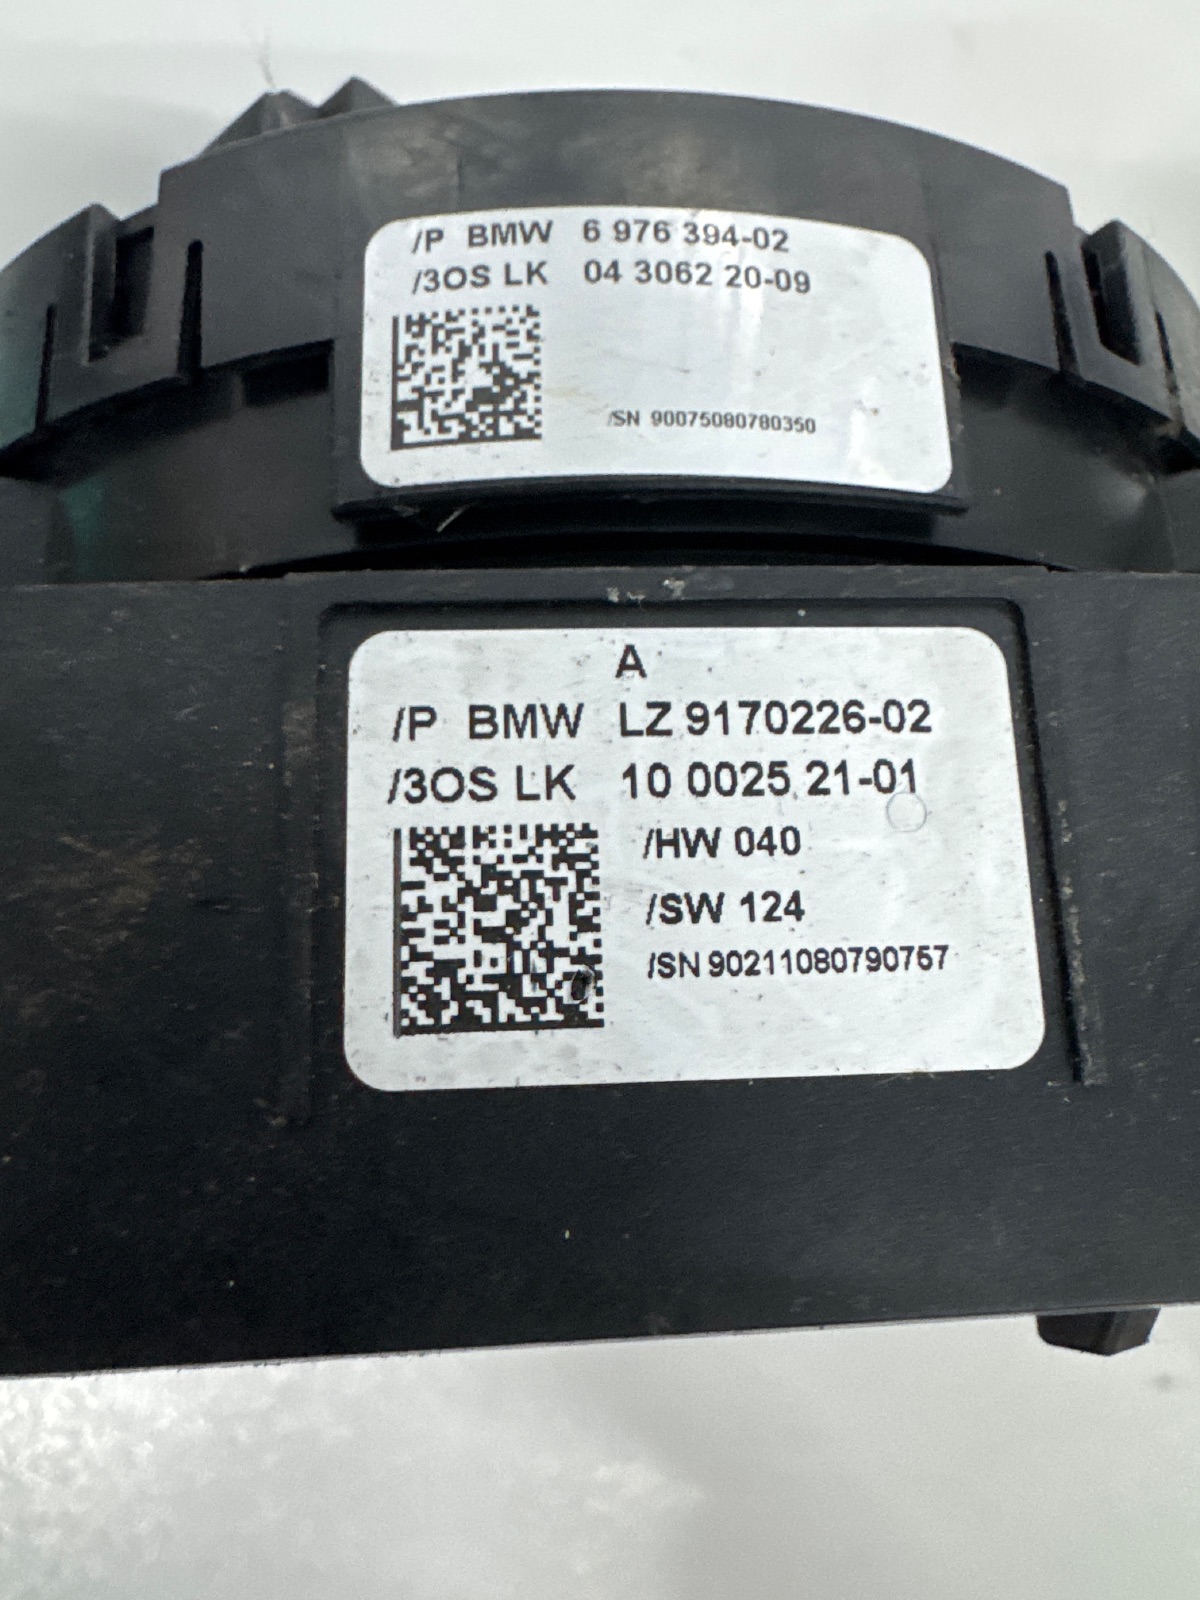 /P BMW 6 976 394-02
/3OS LK 04 3062 20-09
/SN 90075080780350
A
/P BMW LZ 9170226-02
/3OS LK 10 0025 21-01
/HW 040
/SW 124
/SN 90211080790757